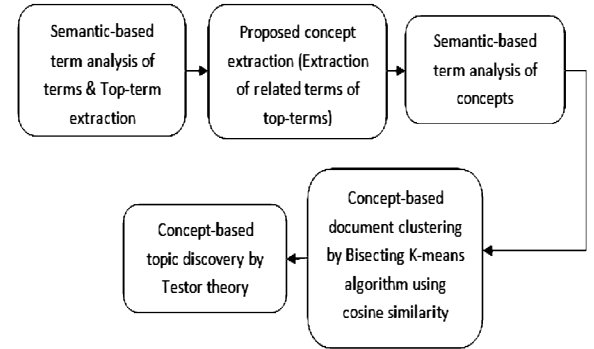 Semantic-based
term analysis of
terms & Top-term
extraction
Proposed concept
extraction (Extraction
of related terms of
top-terms)
Semantic-based
term analysis of
concepts
Concept-based
document clustering
by Bisecting K-means
algorithm using
cosine similarity
Concept-based
topic discovery by
Testor theory